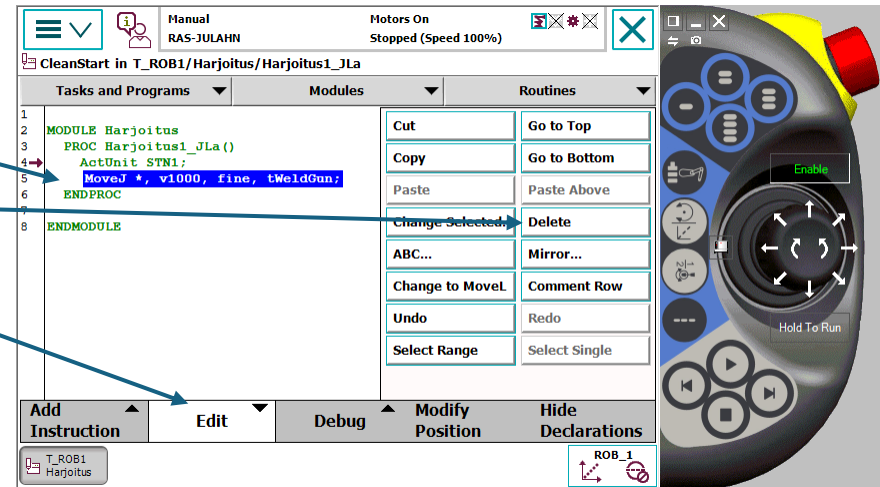 Manual
RAS-JULAHN
Motors On
Stopped (Speed 100%)
CleanStart in T_ROB1/Harjoitus/Harjoitus1_JLa
Tasks and Programs
Modules
Routines
1
2 MODULE Harjoitus
3 PROC Harjoitus1_JLa()
4 ActUnit STN1;
5 MoveJ *, v1000, fine, tWeldGun;
6 ENDPROC
7
8 ENDMODULE
Cut
Go to Top
Copy
Go to Bottom
Paste
Paste Above
Change Selected.
Delete
ABC...
Mirror...
Change to MoveL
Comment Row
Undo
Redo
Select Range
Select Single
Add
Instruction
Edit
Debug
Modify
Position
Hide
Declarations
T_ROB1
Harjoitus
ROB_1
Enable
Hold To Run